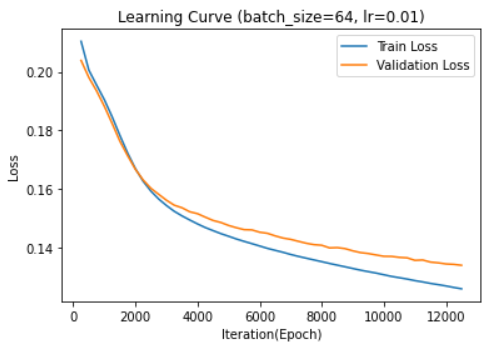 Learning Curve (batch_size=64, lr=0.01)
Train Loss
Validation Loss
0.20
0.18
0.16
0.14
Loss
0 2000 4000 6000 8000 10000 12000
Iteration(Epoch)